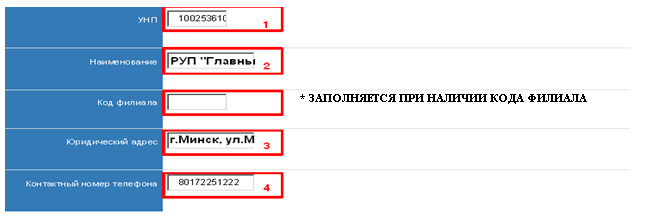 УНП 100253610 1
Наименование РУП "Главны 2
Код филиала * ЗАПОЛНЯЕТСЯ ПРИ НАЛИЧИИ КОДА ФИЛИАЛА
Юридический адрес г.Минск, ул.М 3
Контактный номер телефона 80172251222 4